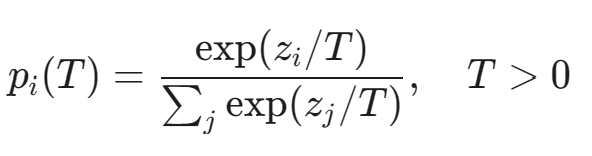 p_i(T) = \frac{\exp(z_i/T)}{\sum_j \exp(z_j/T)}, \quad T > 0